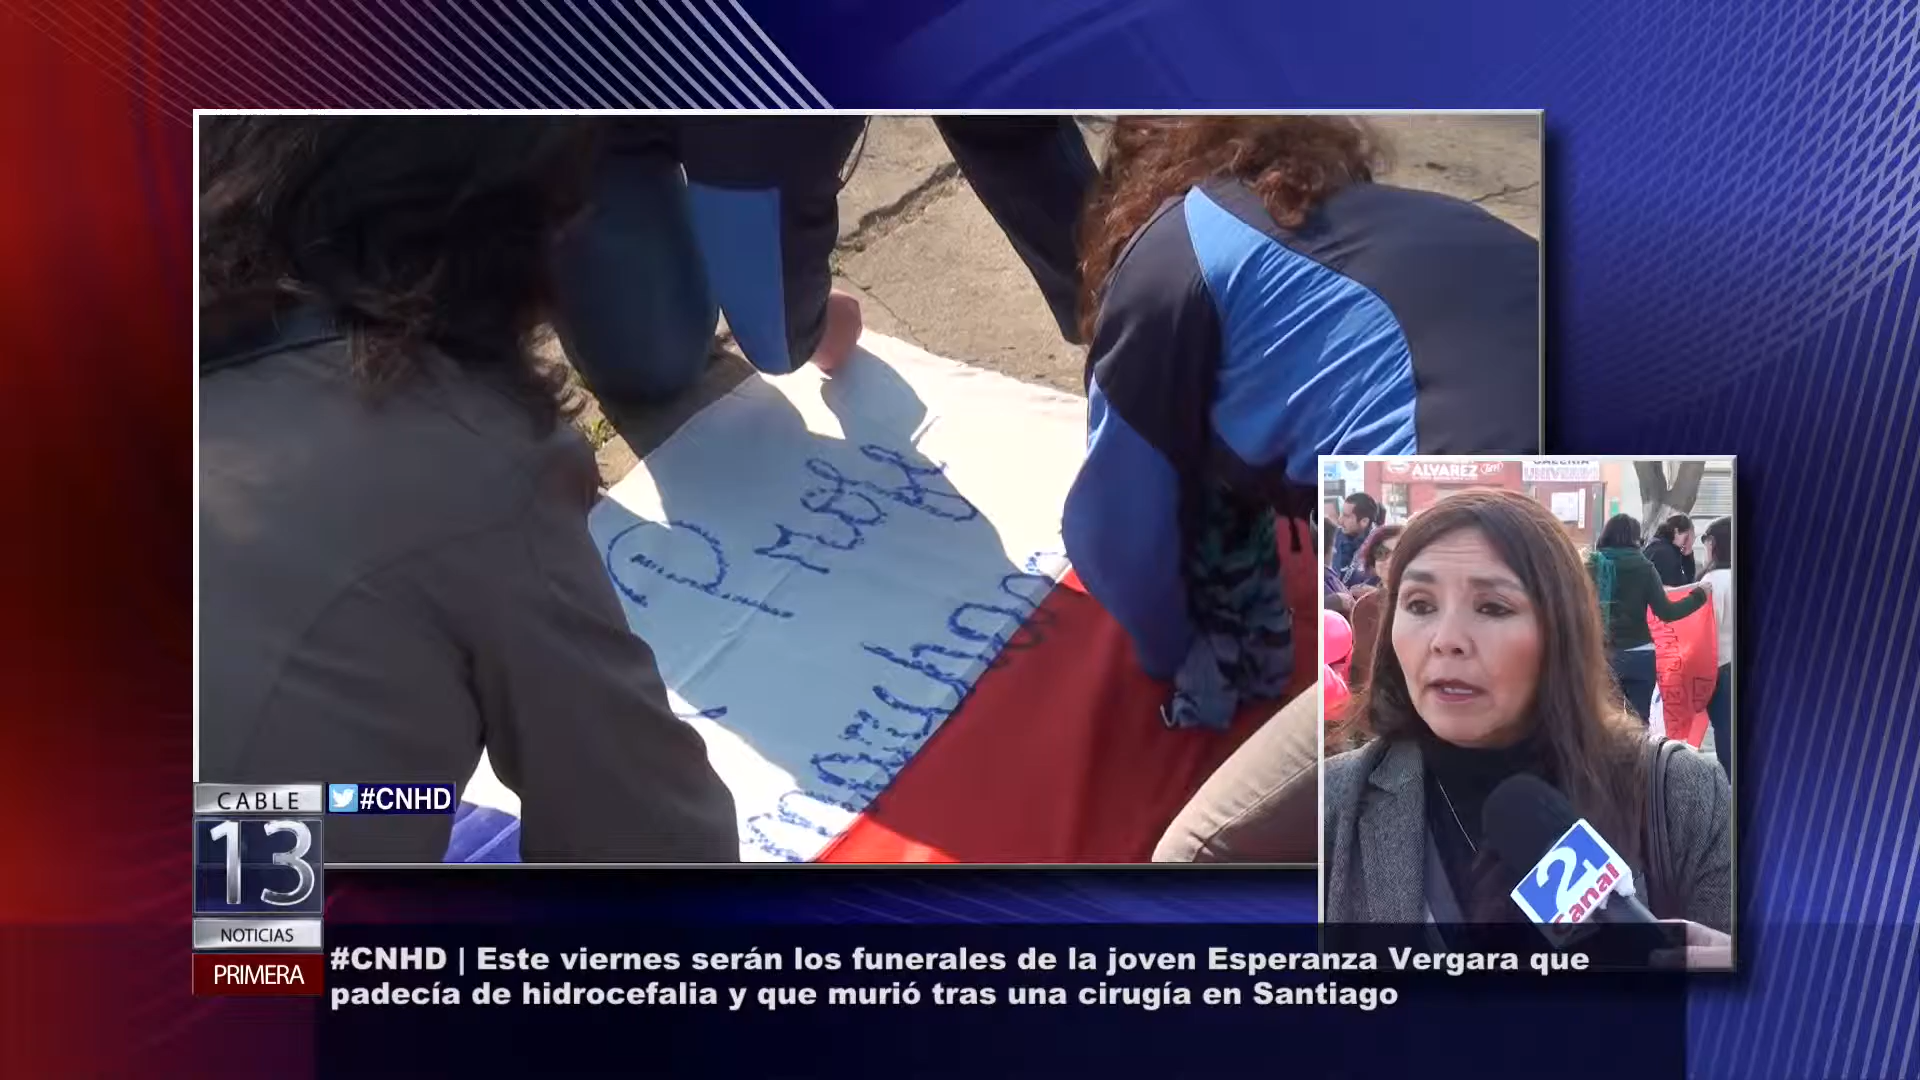 ALVAREZ
Profe
CABLE
#CNHD
13
21
Canal
NOTICIAS
PRIMERA
#CNHD | Este viernes serán los funerales de la joven Esperanza Vergara que
padecía de hidrocefalia y que murió tras una cirugía en Santiago